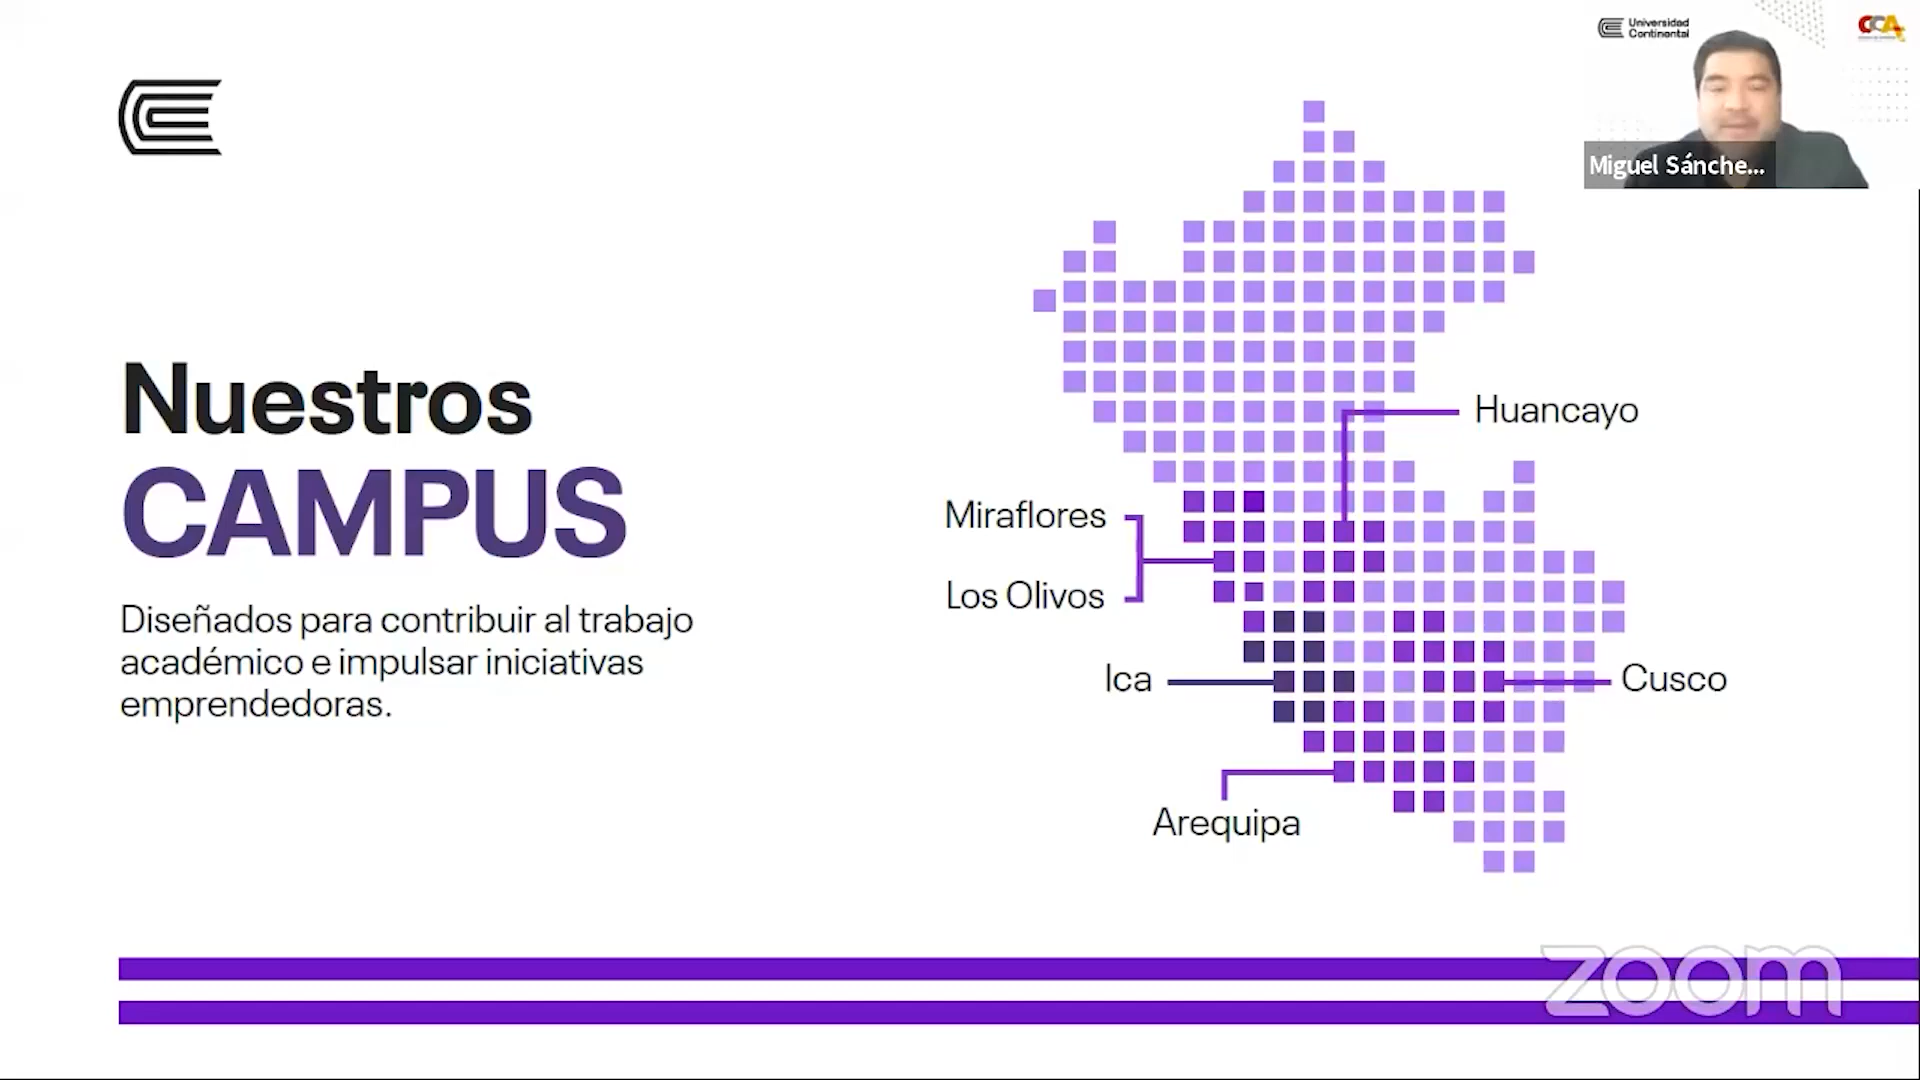 Universidad
Continental
CCA
Miguel Sánche...
Nuestros
CAMPUS
Diseñados para contribuir al trabajo
académico e impulsar iniciativas
emprendedoras.
Huancayo
Miraflores
Los Olivos
Ica
Cusco
Arequipa
zoom